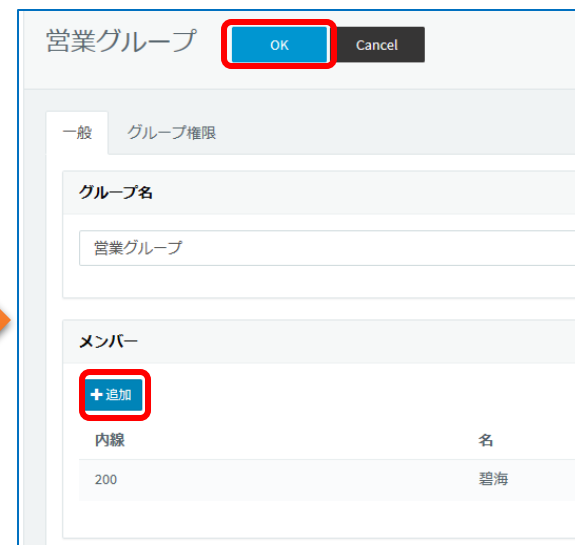 営業グループ OK Cancel
一般 グループ権限
グループ名
営業グループ
メンバー
+追加
内線 名
200 碧海